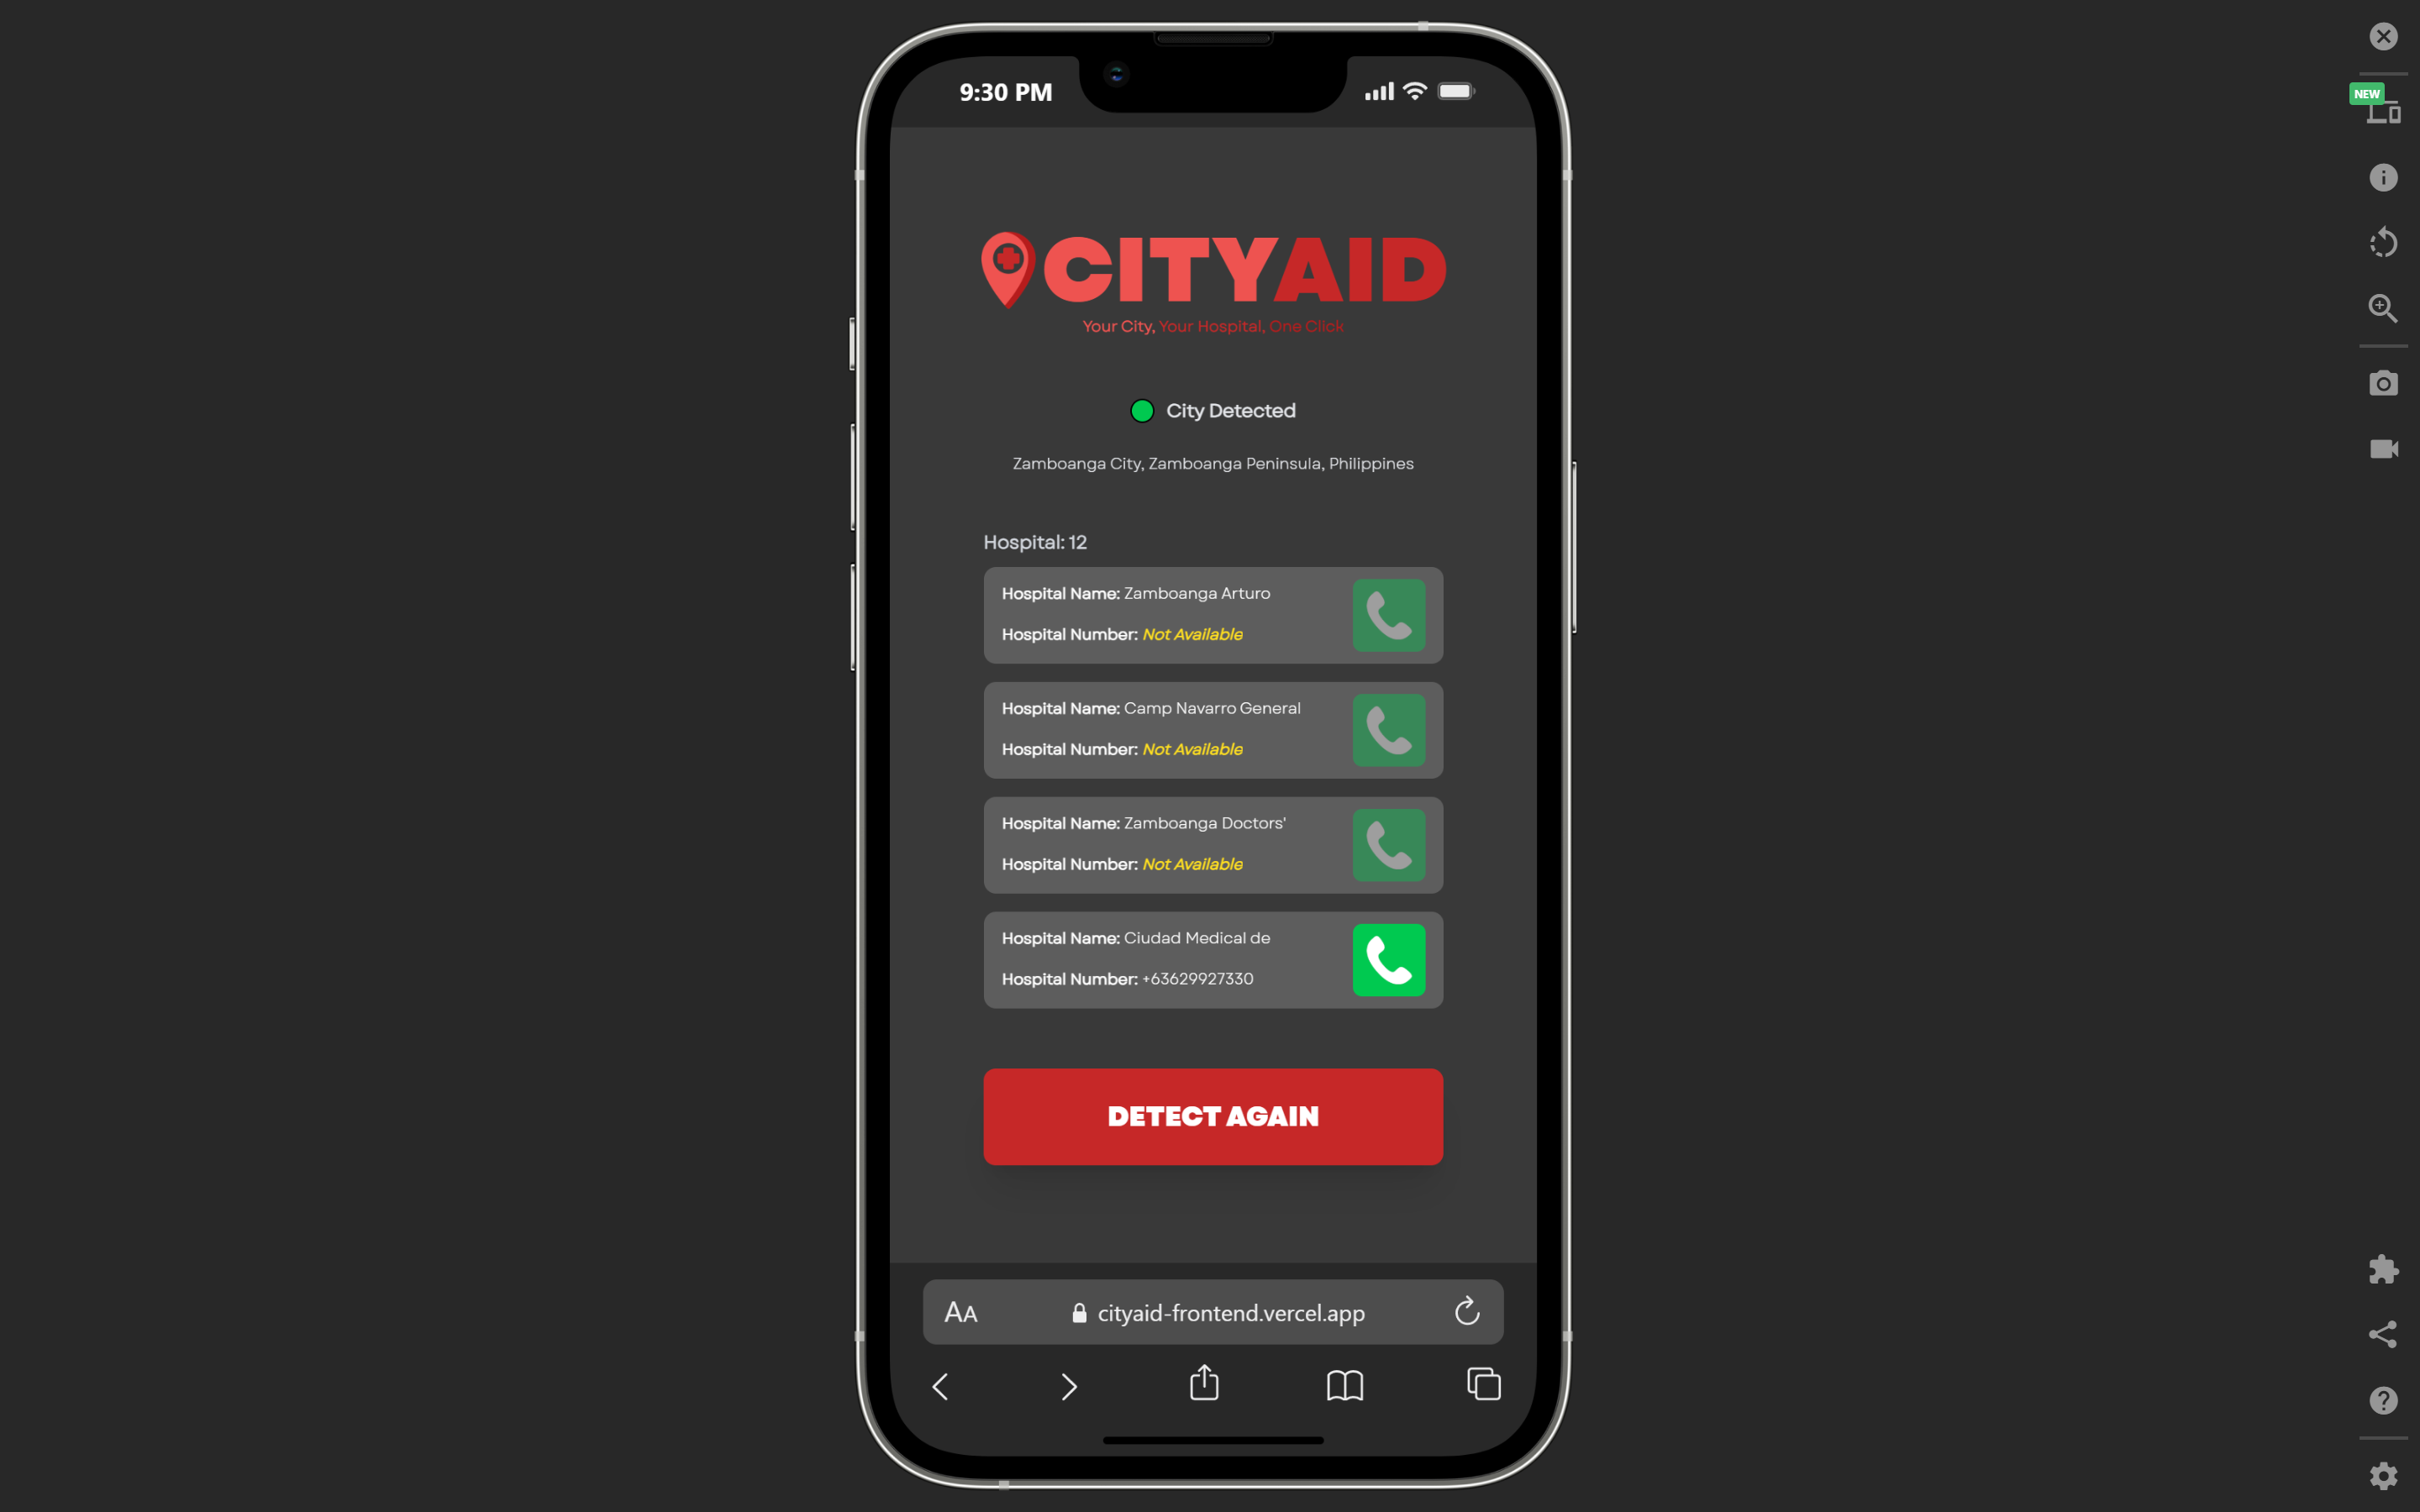 9:30 PM
NEW
CITYAID
Your City, Your Hospital, One Click
City Detected
Zamboanga City, Zamboanga Peninsula, Philippines
Hospital: 12
Hospital Name: Zamboanga Arturo
Hospital Number: Not Available
Hospital Name: Camp Navarro General
Hospital Number: Not Available
Hospital Name: Zamboanga Doctors'
Hospital Number: Not Available
Hospital Name: Ciudad Medical de
Hospital Number: +63629927330
DETECT AGAIN
AA cityaid-frontend.vercel.app